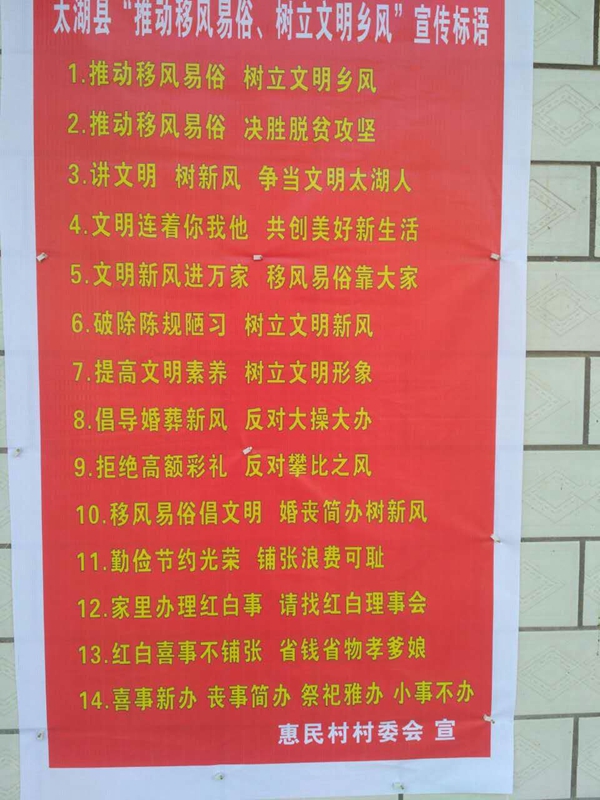 太湖县“推动移风易俗、树立文明乡风”宣传标语
1.推动移风易俗 树立文明乡风
2.推动移风易俗 决胜脱贫攻坚
3.讲文明 树新风 争当文明太湖人
4.文明连着你我他 共创美好新生活
5.文明新风进万家 移风易俗靠大家
6.破除陈规陋习 树立文明新风
7.提高文明素养 树立文明形象
8.倡导婚葬新风 反对大操大办
9.拒绝高额彩礼 反对攀比之风
10.移风易俗倡文明 婚丧简办树新风
11.勤俭节约光荣 铺张浪费可耻
12.家里办理红白事 请找红白理事会
13.红白喜事不铺张 省钱省物孝爹娘
14.喜事新办 丧事简办 祭祀雅办 小事不办
惠民村村委会 宣